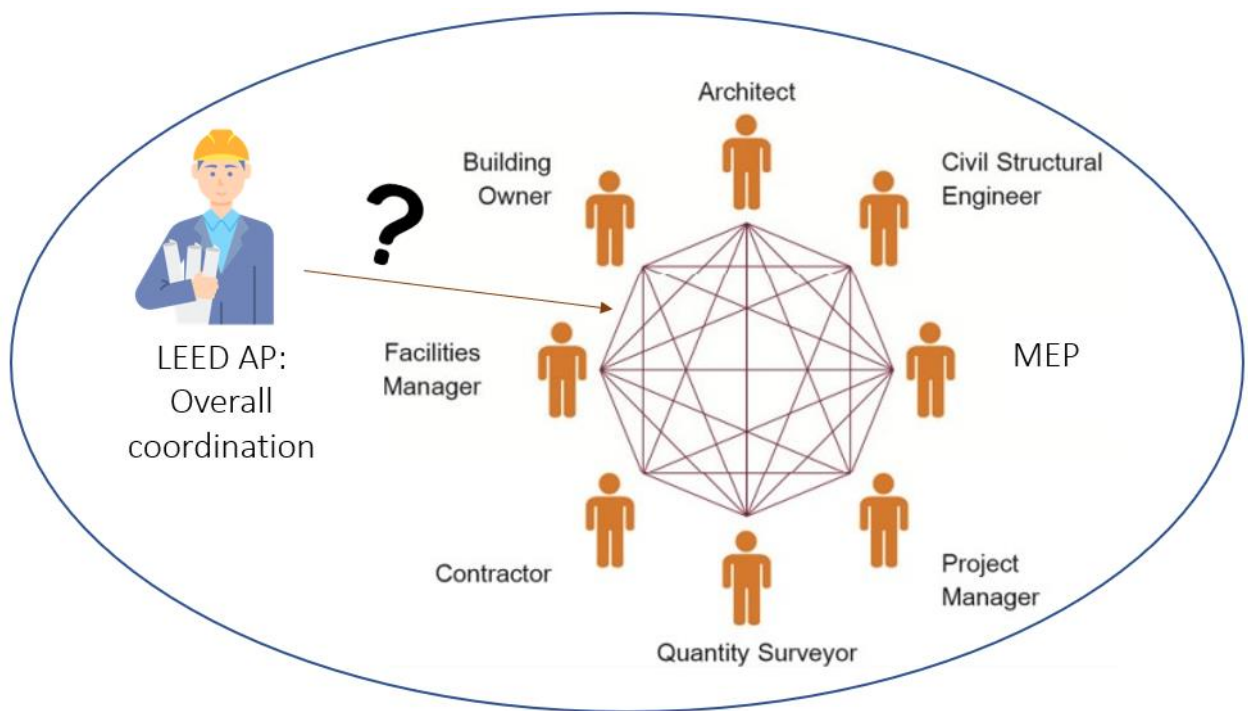 Architect
Building
Owner
Civil Structural
Engineer
?
LEED AP:
Overall
coordination
Facilities
Manager
MEP
Contractor
Project
Manager
Quantity Surveyor